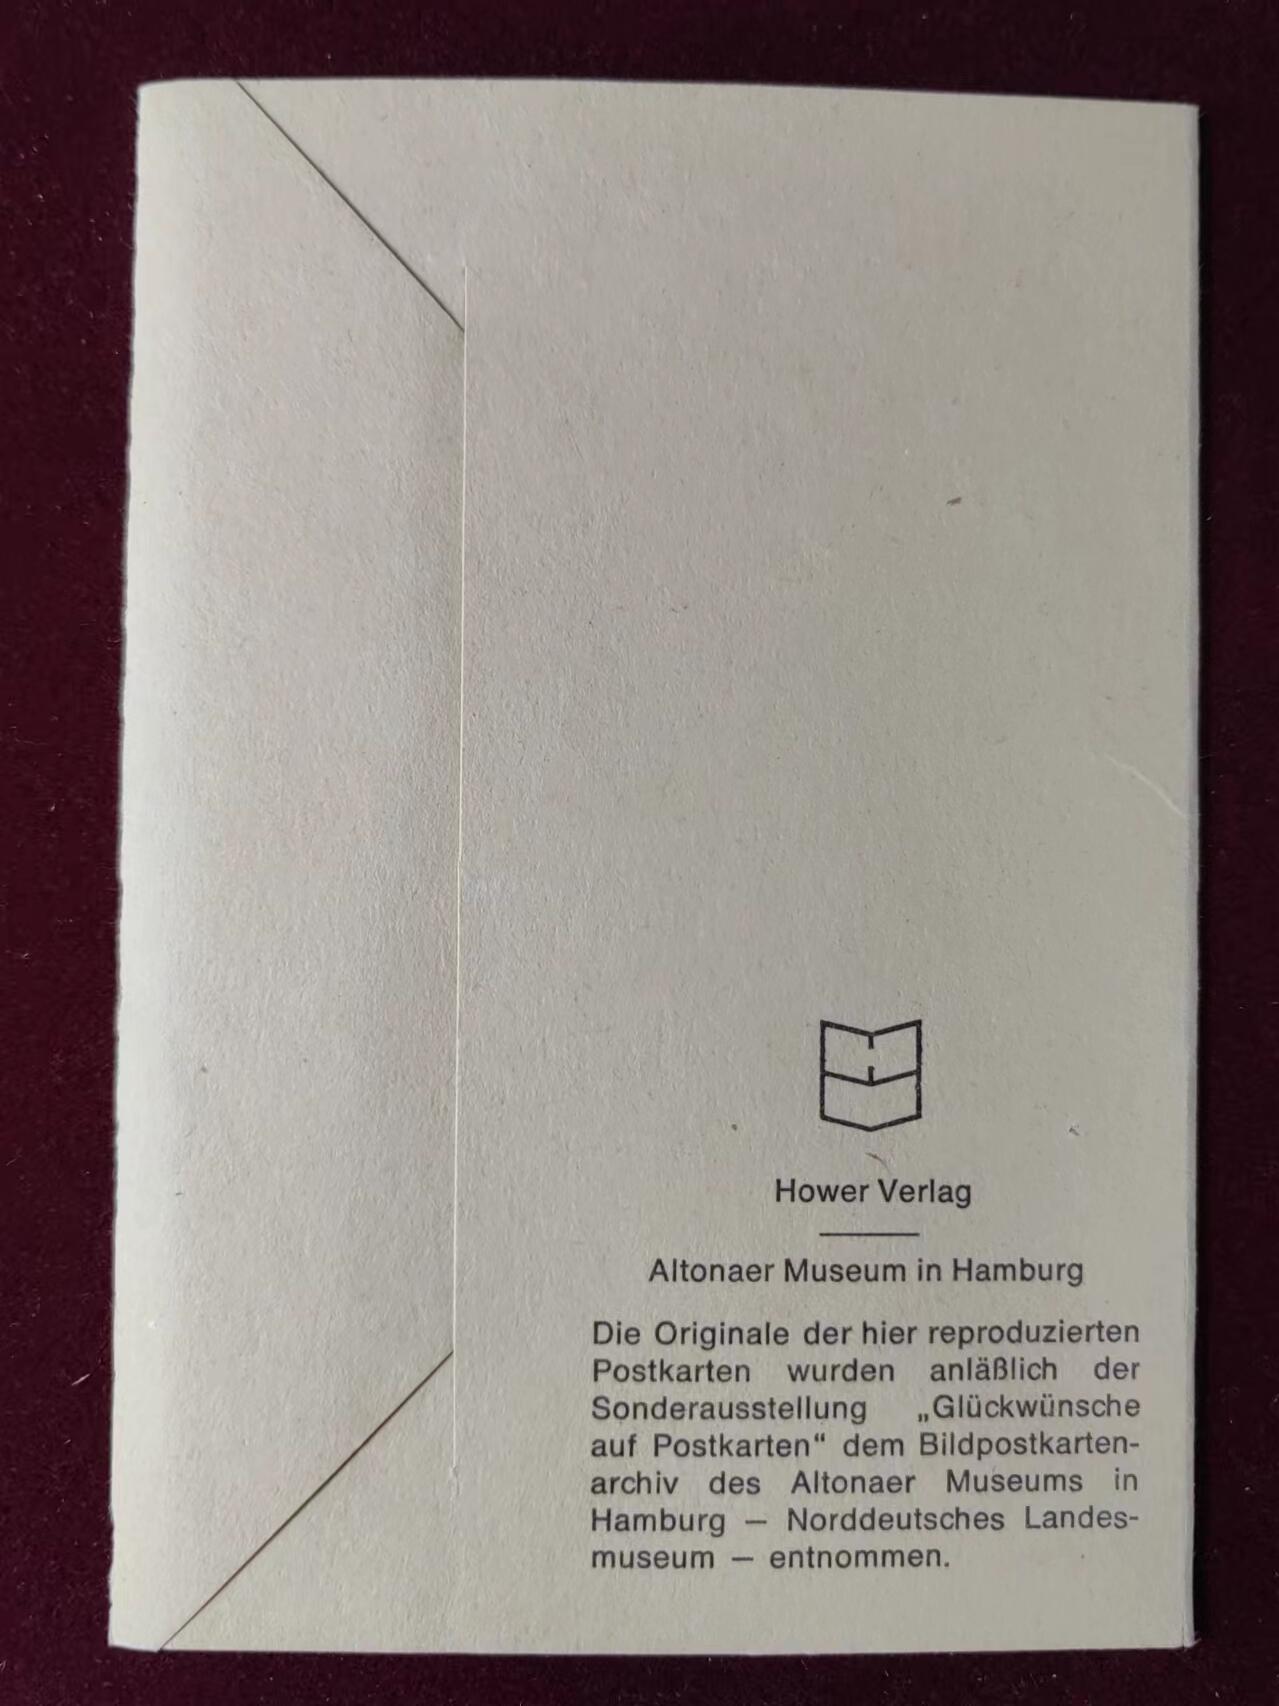 Hower Verlag
Altonaer Museum in Hamburg
Die Originale der hier reproduzierten
Postkarten wurden anläßlich der
Sonderausstellung „Glückwünsche
auf Postkarten“ dem Bildpostkarten-
archiv des Altonaer Museums in
Hamburg — Norddeutsches Landes-
museum — entnommen.